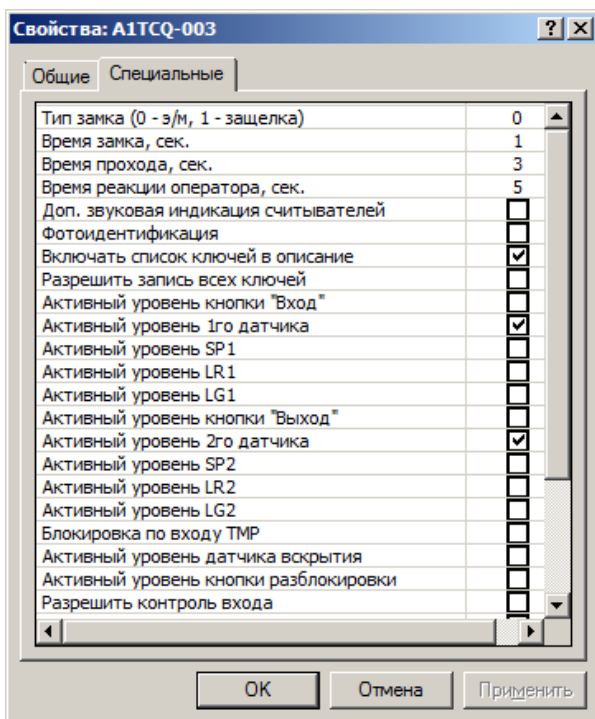 Свойства: A1TCQ-003
Общие Специальные
Тип замка (0 - э/м, 1 - защелка) 0
Время замка, сек. 1
Время прохода, сек. 3
Время реакции оператора, сек. 5
Доп. звуковая индикация считывателей
Фотоидентификация
Включать список ключей в описание
Разрешить запись всех ключей
Активный уровень кнопки "Вход"
Активный уровень 1го датчика
Активный уровень SP1
Активный уровень LR1
Активный уровень LG1
Активный уровень кнопки "Выход"
Активный уровень 2го датчика
Активный уровень SP2
Активный уровень LR2
Активный уровень LG2
Блокировка по входу TMP
Активный уровень датчика вскрытия
Активный уровень кнопки разблокировки
Разрешить контроль входа
ОК Отмена Применить